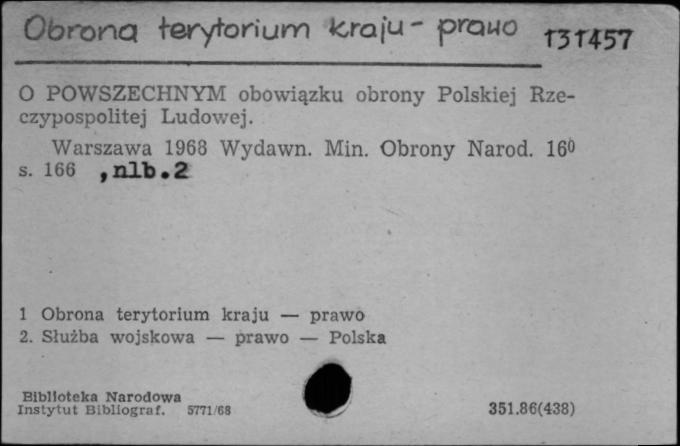 Obrona terytorium kraju - prawo 131457
O POWSZECHNYM obowiązku obrony Polskiej Rze-
czypospolitej Ludowej.
Warszawa 1968 Wydawn. Min. Obrony Narod. 16⁰
s. 166 ,nlb.2
1 Obrona terytorium kraju — prawo
2. Służba wojskowa — prawo — Polska
Biblioteka Narodowa
Instytut Bibliograf. 5771/68 351.86(438)